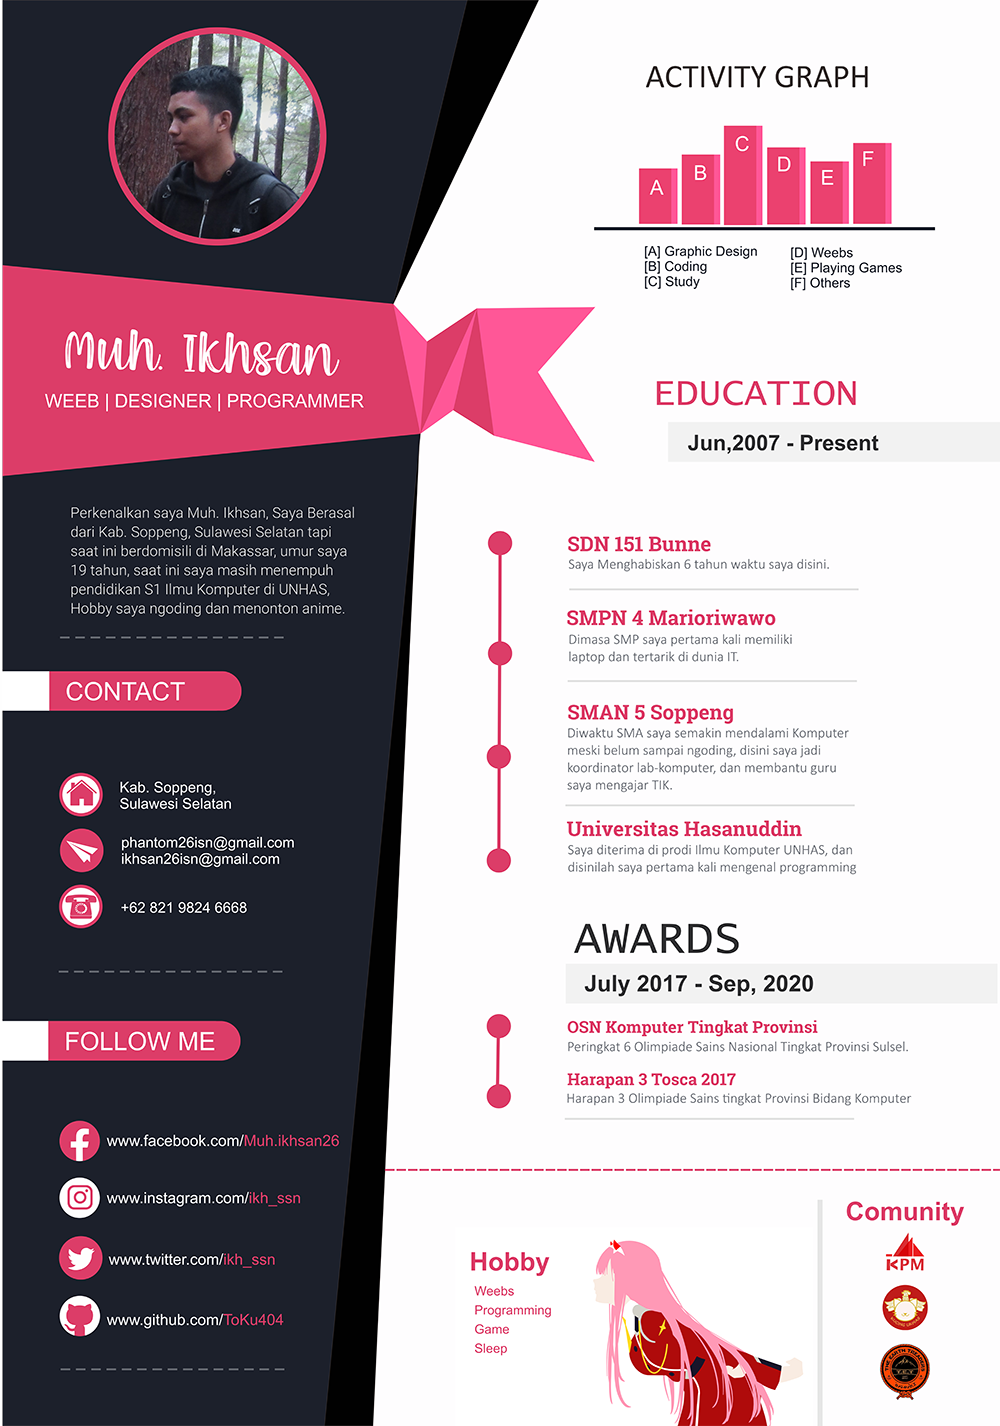 Muh. Ikhsan
WEEB | DESIGNER | PROGRAMMER
Perkenalkan saya Muh. Ikhsan, Saya Berasal
dari Kab. Soppeng, Sulawesi Selatan tapi
saat ini berdomisili di Makassar, umur saya
19 tahun, saat ini saya masih menempuh
pendidikan S1 Ilmu Komputer di UNHAS,
Hobby saya ngoding dan menonton anime.
CONTACT
Kab. Soppeng,
Sulawesi Selatan
phantom26isn@gmail.com
ikhsan26isn@gmail.com
+62 821 9824 6668
FOLLOW ME
www.facebook.com/Muh.ikhsan26
www.instagram.com/ikh_ssn
www.twitter.com/ikh_ssn
www.github.com/ToKu404
ACTIVITY GRAPH
A
B
C
D
E
F
[A] Graphic Design
[B] Coding
[C] Study
[D] Weebs
[E] Playing Games
[F] Others
EDUCATION
Jun,2007 - Present
SDN 151 Bunne
Saya Menghabiskan 6 tahun waktu saya disini.
SMPN 4 Marioriwawo
Dimasa SMP saya pertama kali memiliki
laptop dan tertarik di dunia IT.
SMAN 5 Soppeng
Diwaktu SMA saya semakin mendalami Komputer
meski belum sampai ngoding, disini saya jadi
koordinator lab-komputer, dan membantu guru
saya mengajar TIK.
Universitas Hasanuddin
Saya diterima di prodi Ilmu Komputer UNHAS, dan
disinilah saya pertama kali mengenal programming
AWARDS
July 2017 - Sep, 2020
OSN Komputer Tingkat Provinsi
Peringkat 6 Olimpiade Sains Nasional Tingkat Provinsi Sulsel.
Harapan 3 Tosca 2017
Harapan 3 Olimpiade Sains tingkat Provinsi Bidang Komputer
Hobby
Weebs
Programming
Game
Sleep
Comunity
KPM